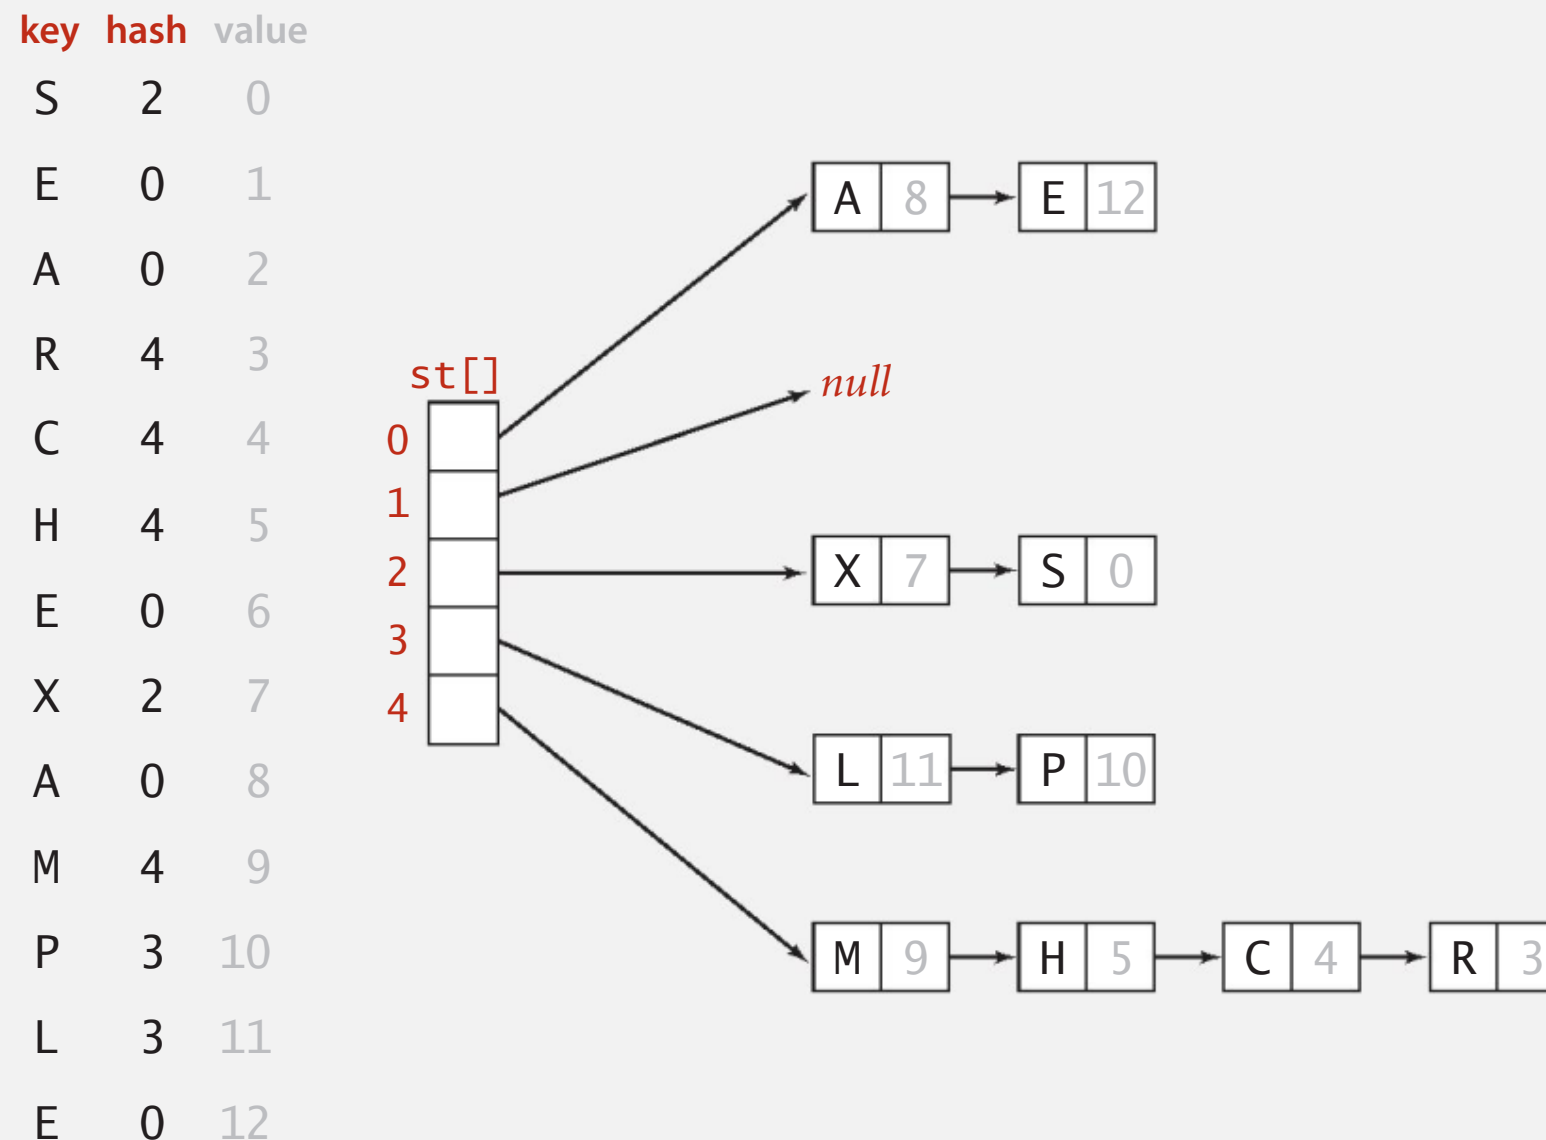 key hash value
S 2 0
E 0 1
A 0 2
R 4 3
C 4 4
H 4 5
E 0 6
X 2 7
A 0 8
M 4 9
P 3 10
L 3 11
E 0 12
st[]
0
1
2
3
4
A 8 E 12
null
X 7 S 0
L 11 P 10
M 9 H 5 C 4 R 3